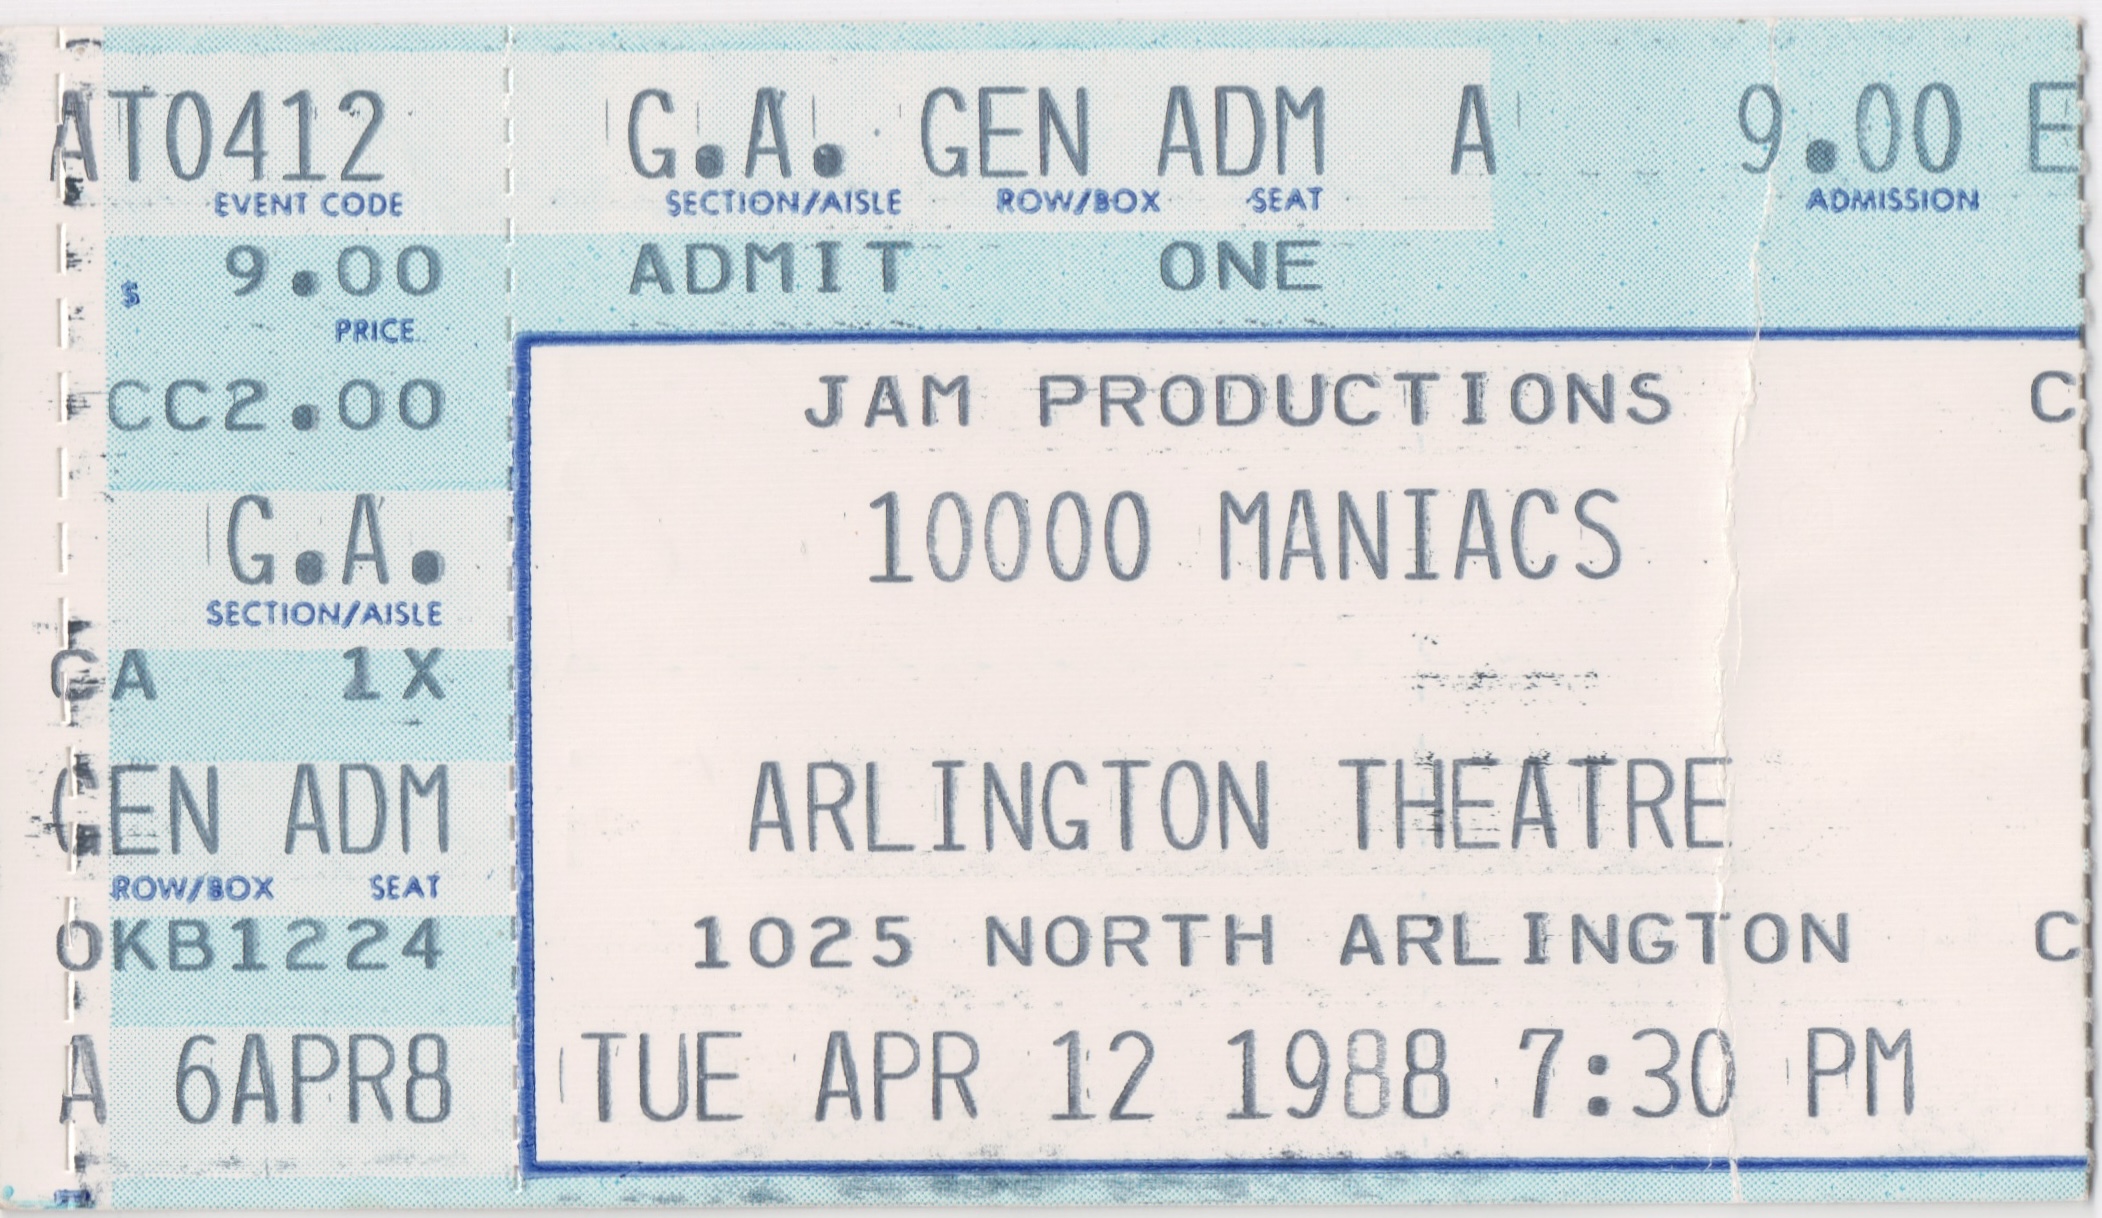 AT0412
EVENT CODE
$ 9.00
PRICE
CC2.00
G.A.
SECTION/AISLE
GA 1X
GEN ADM
ROW/BOX SEAT
OKB1224
A 6APR8
G.A. GEN ADM A 9.00 E
SECTION/AISLE ROW/BOX SEAT ADMISSION
ADMIT ONE
JAM PRODUCTIONS C
10000 MANIACS
ARLINGTON THEATRE
1025 NORTH ARLINGTON C
TUE APR 12 1988 7:30 PM